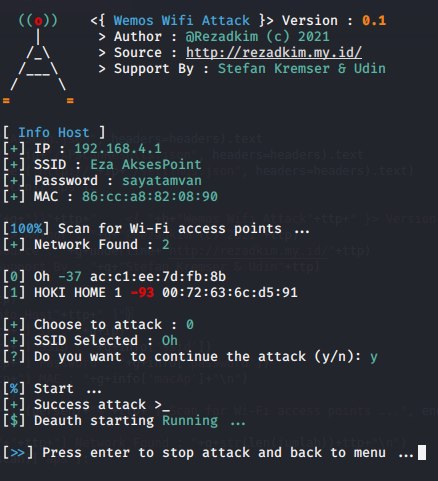 ((o)) <{ Wemos Wifi Attack }> Version : 0.1
| > Author : @Rezadkim (c) 2021
/_\ > Source : http://rezadkim.my.id/
/___\ > Support By : Stefan Kremser & Udin
/ \
= =
[ Info Host ]
[+] IP : 192.168.4.1
[+] SSID : Eza AksesPoint
[+] Password : sayatamvan
[+] MAC : 86:cc:a8:82:08:90
[100%] Scan for Wi-Fi access points ...
[+] Network Found : 2
[0] Oh -37 ac:c1:ee:7d:fb:8b
[1] HOKI HOME 1 -93 00:72:63:6c:d5:91
[+] Choose to attack : 0
[+] SSID Selected : Oh
[?] Do you want to continue the attack (y/n): y
[%] Start ...
[+] Success attack >_
[$] Deauth starting Running ...
[>>] Press enter to stop attack and back to menu ...